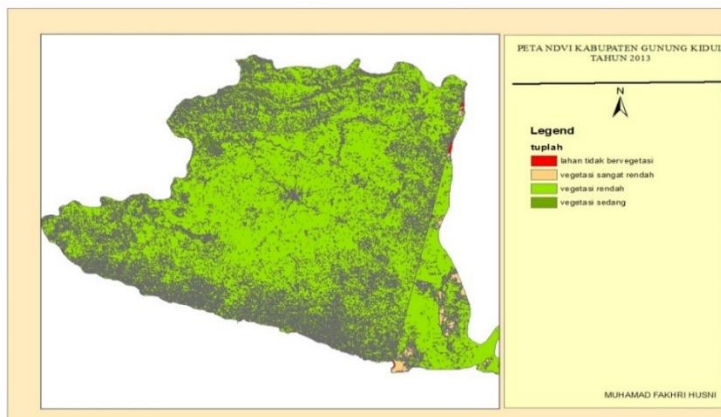 PETA NDVI KABUPATEN GUNUNG KIDUL
TAHUN 2013
N
Legend
tuplah
lahan tidak bervegetasi
vegetasi sangat rendah
vegetasi rendah
vegetasi sedang
MUHAMAD FAKHRI HUSNI